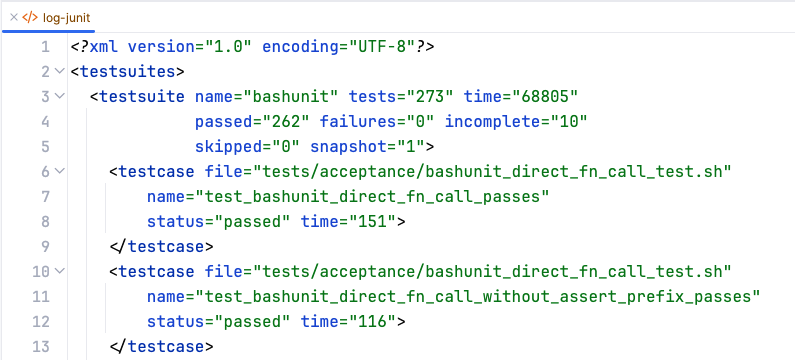 log-junit
1 <?xml version="1.0" encoding="UTF-8"?>
2 <testsuites>
3 <testsuite name="bashunit" tests="273" time="68805"
4 passed="262" failures="0" incomplete="10"
5 skipped="0" snapshot="1">
6 <testcase file="tests/acceptance/bashunit_direct_fn_call_test.sh"
7 name="test_bashunit_direct_fn_call_passes"
8 status="passed" time="151">
9 </testcase>
10 <testcase file="tests/acceptance/bashunit_direct_fn_call_test.sh"
11 name="test_bashunit_direct_fn_call_without_assert_prefix_passes"
12 status="passed" time="116">
13 </testcase>